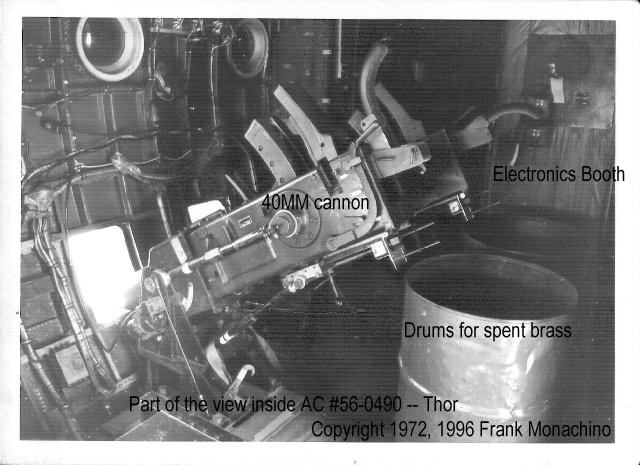 Electronics Booth
40MM cannon
Drums for spent brass
Part of the view inside AC #56-0490 -- Thor
Copyright 1972, 1996 Frank Monachino